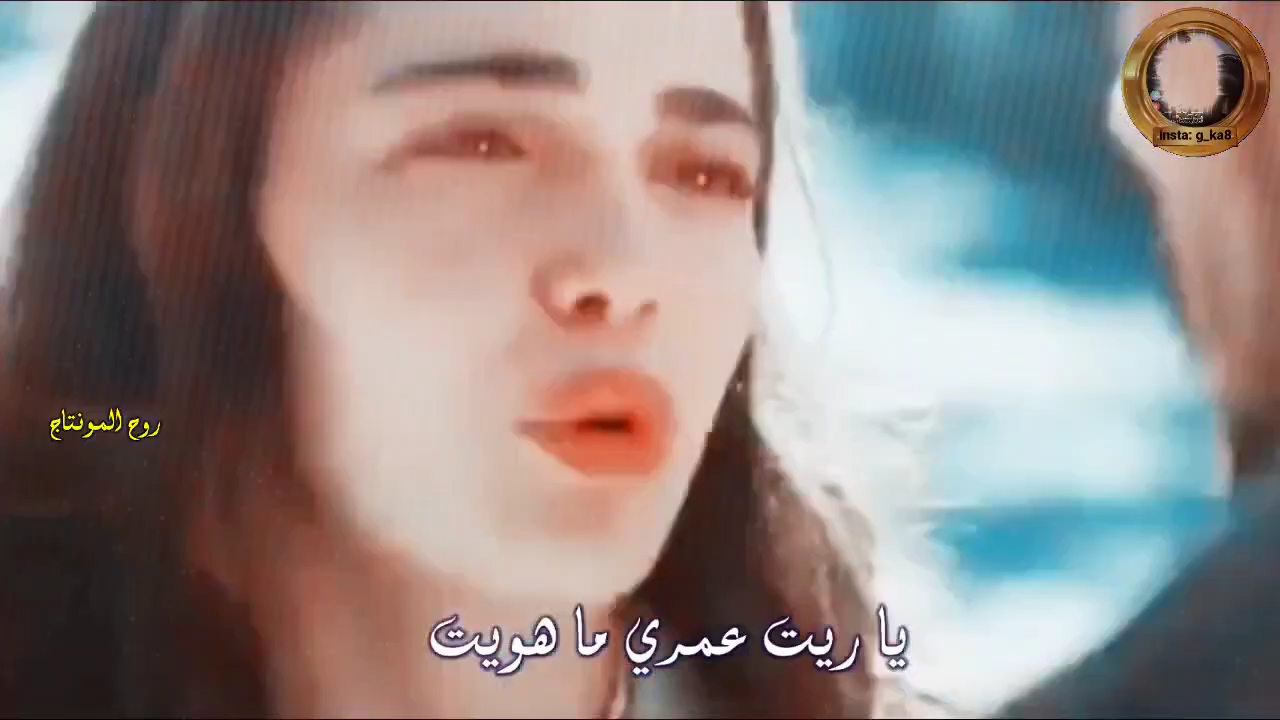 insta: g_ka8
روح المونتاج
يا ريت عمري ما هويت